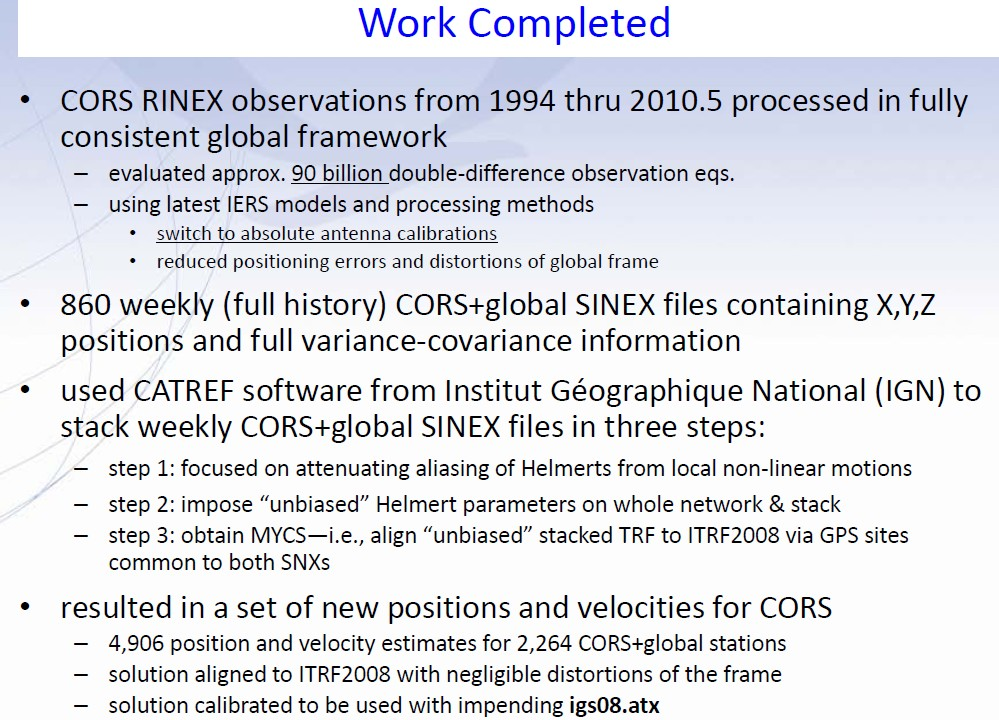 Work Completed
• CORS RINEX observations from 1994 thru 2010.5 processed in fully
consistent global framework
– evaluated approx. 90 billion double-difference observation eqs.
– using latest IERS models and processing methods
• switch to absolute antenna calibrations
• reduced positioning errors and distortions of global frame
• 860 weekly (full history) CORS+global SINEX files containing X,Y,Z
positions and full variance-covariance information
• used CATREF software from Institut Géographique National (IGN) to
stack weekly CORS+global SINEX files in three steps:
– step 1: focused on attenuating aliasing of Helmerts from local non-linear motions
– step 2: impose “unbiased” Helmert parameters on whole network & stack
– step 3: obtain MYCS—i.e., align “unbiased” stacked TRF to ITRF2008 via GPS sites
common to both SNXs
• resulted in a set of new positions and velocities for CORS
– 4,906 position and velocity estimates for 2,264 CORS+global stations
– solution aligned to ITRF2008 with negligible distortions of the frame
– solution calibrated to be used with impending igs08.atx